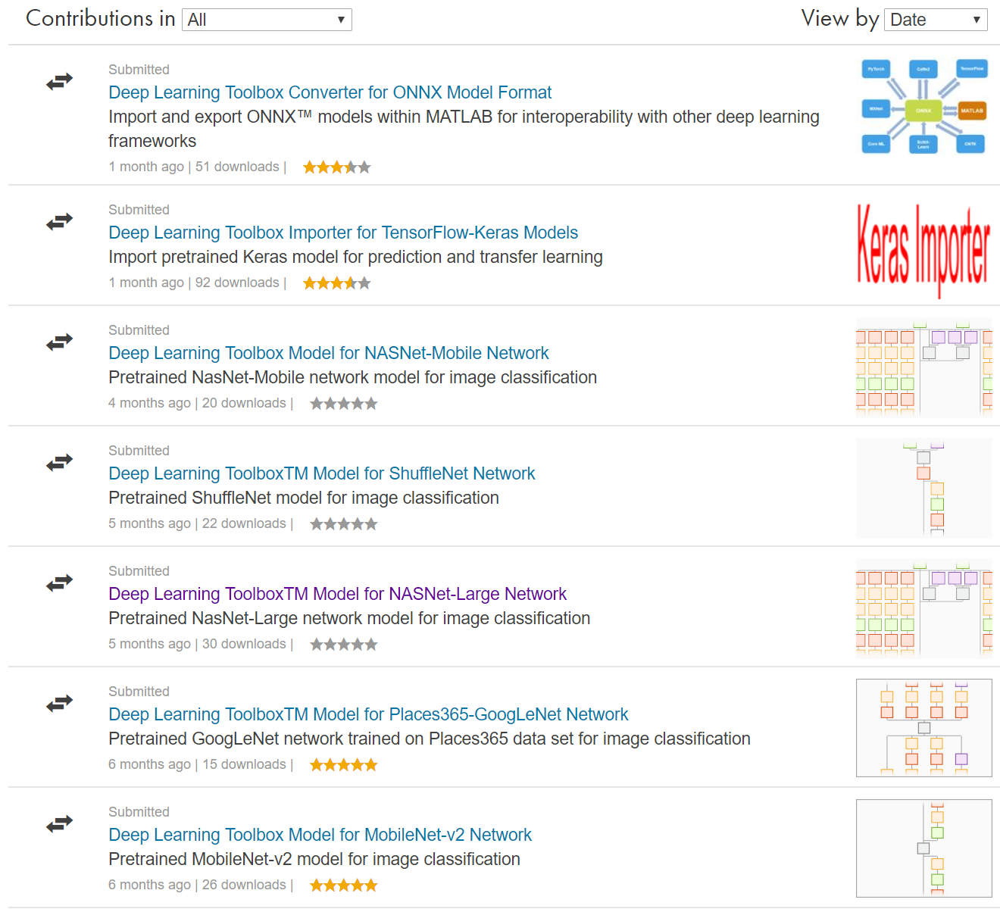 Contributions in All ▼ View by Date ▼
Submitted
Deep Learning Toolbox Converter for ONNX Model Format
Import and export ONNX™ models within MATLAB for interoperability with other deep learning
frameworks
1 month ago | 51 downloads |
PyTorch Caffe2 TensorFlow
MXNet ONNX MATLAB
Core ML Scikit-
Learn CNTK
Submitted
Deep Learning Toolbox Importer for TensorFlow-Keras Models
Import pretrained Keras model for prediction and transfer learning
1 month ago | 92 downloads |
Keras Importer
Submitted
Deep Learning Toolbox Model for NASNet-Mobile Network
Pretrained NasNet-Mobile network model for image classification
4 months ago | 20 downloads |
Submitted
Deep Learning ToolboxTM Model for ShuffleNet Network
Pretrained ShuffleNet model for image classification
5 months ago | 22 downloads |
Submitted
Deep Learning ToolboxTM Model for NASNet-Large Network
Pretrained NasNet-Large network model for image classification
5 months ago | 30 downloads |
Submitted
Deep Learning ToolboxTM Model for Places365-GoogLeNet Network
Pretrained GoogLeNet network trained on Places365 data set for image classification
6 months ago | 15 downloads |
Submitted
Deep Learning Toolbox Model for MobileNet-v2 Network
Pretrained MobileNet-v2 model for image classification
6 months ago | 26 downloads |